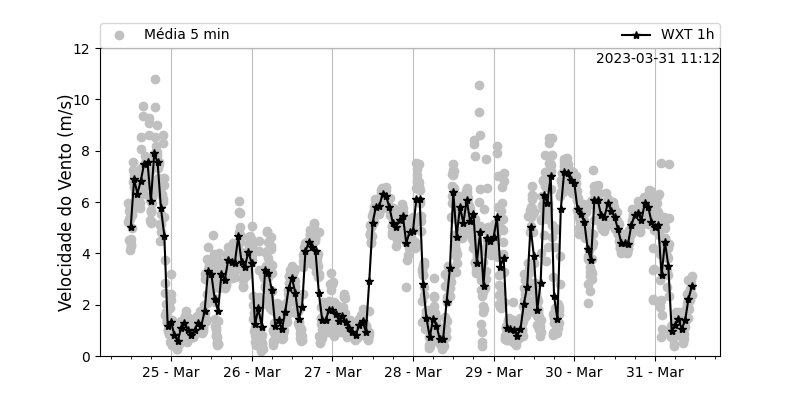 Média 5 min
WXT 1h
2023-03-31 11:12
Velocidade do Vento (m/s)
12
10
8
6
4
2
0
25 - Mar
26 - Mar
27 - Mar
28 - Mar
29 - Mar
30 - Mar
31 - Mar